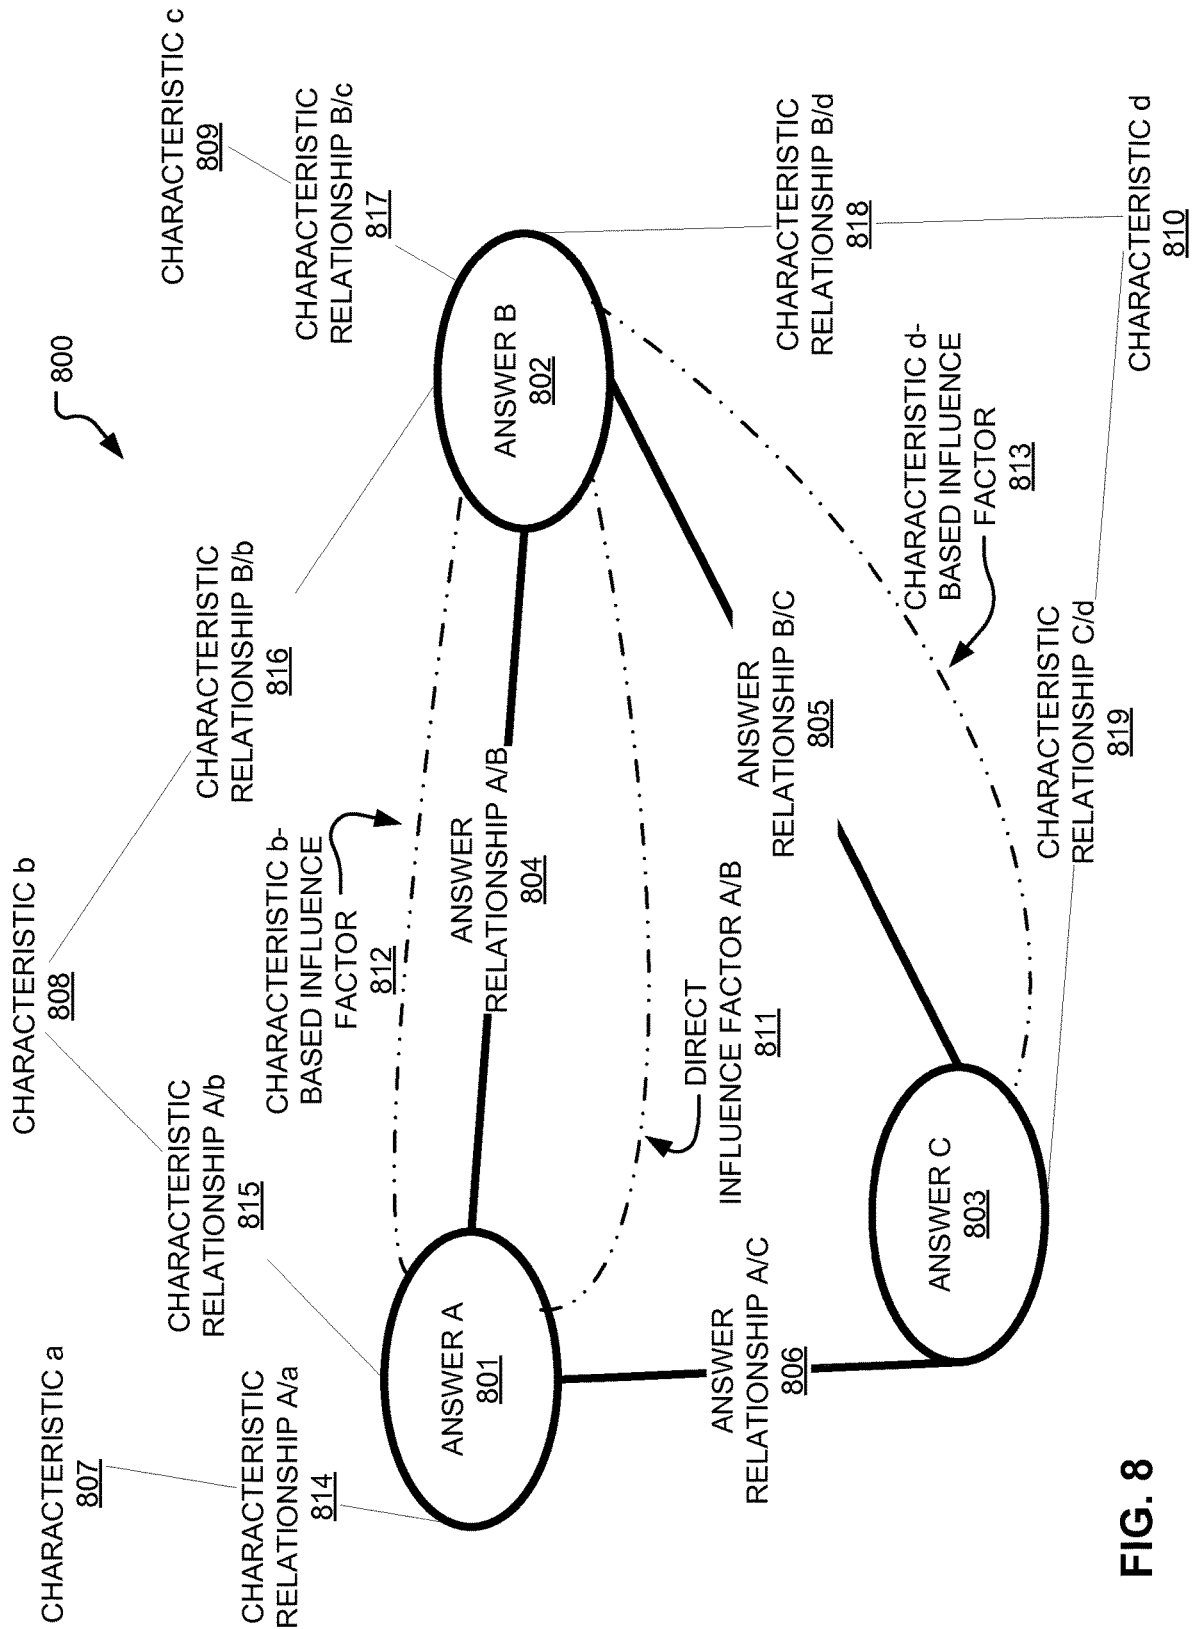 800
CHARACTERISTIC a
807
CHARACTERISTIC b
808
CHARACTERISTIC c
809
CHARACTERISTIC
RELATIONSHIP A/a
814
CHARACTERISTIC
RELATIONSHIP A/b
815
CHARACTERISTIC
RELATIONSHIP B/b
816
CHARACTERISTIC
RELATIONSHIP B/c
817
CHARACTERISTIC b-
BASED INFLUENCE
FACTOR
812
ANSWER A
801
ANSWER
RELATIONSHIP A/B
804
ANSWER B
802
DIRECT
INFLUENCE FACTOR A/B
811
ANSWER
RELATIONSHIP A/C
806
ANSWER
RELATIONSHIP B/C
805
CHARACTERISTIC
RELATIONSHIP B/d
818
ANSWER C
803
CHARACTERISTIC d-
BASED INFLUENCE
FACTOR
813
CHARACTERISTIC
RELATIONSHIP C/d
819
CHARACTERISTIC d
810
FIG. 8